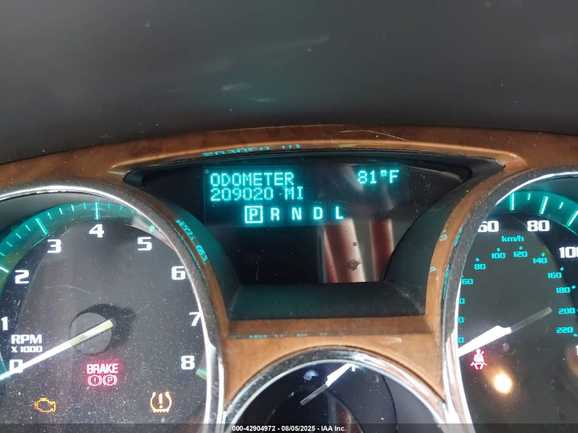 ODOMETER 81°F
209020 MI
P R N D L
1 2 3 4 5 6 7 8
RPM
X 1000
0
BRAKE
P
60 80 100
km/h
60 80 100 120 140 160 180 200 220
000-42904972 - 08/05/2025 - IAA Inc.